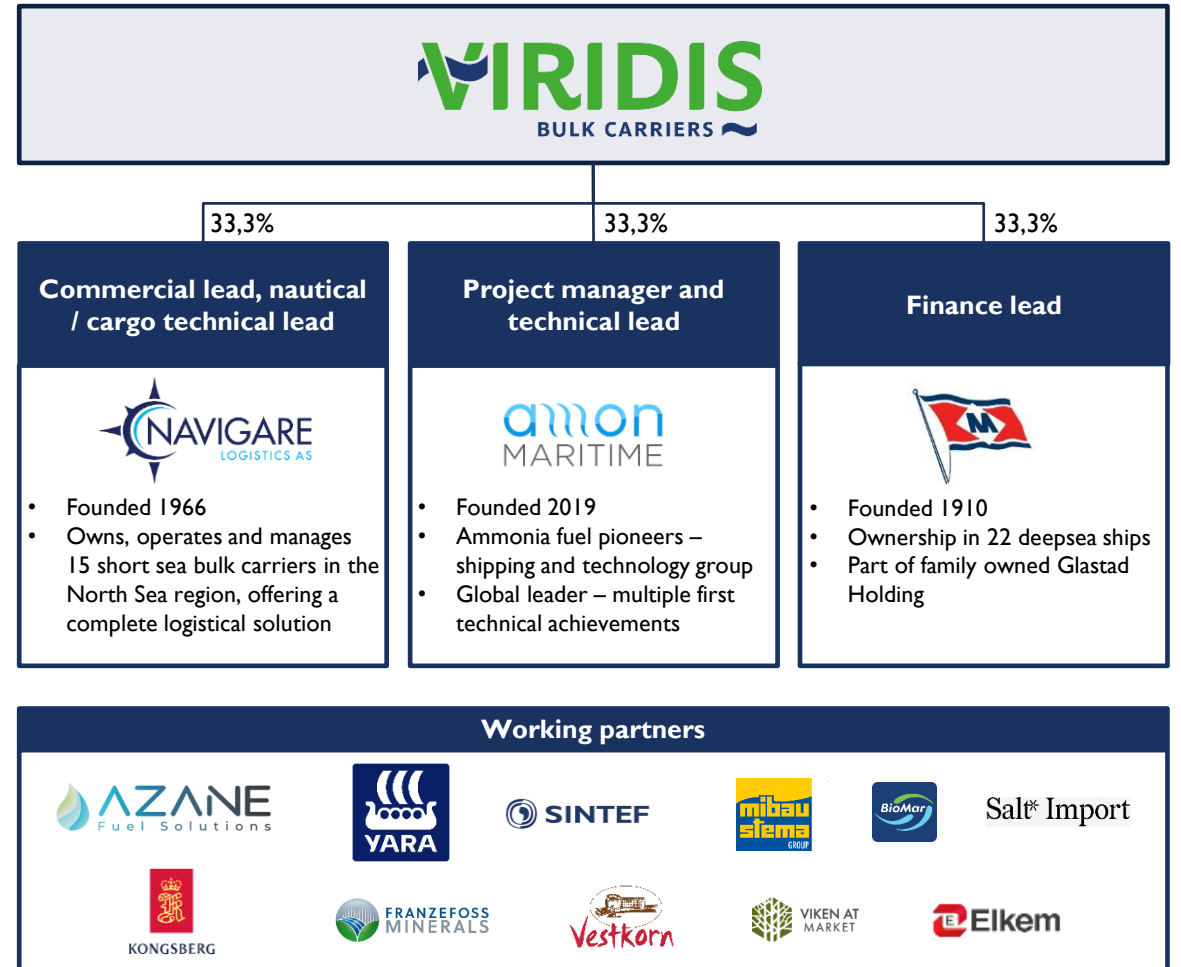 VIRIDIS
BULK CARRIERS
33,3%
33,3%
33,3%
Commercial lead, nautical
/ cargo technical lead
NAVIGARE
LOGISTICS AS
• Founded 1966
• Owns, operates and manages
15 short sea bulk carriers in the
North Sea region, offering a
complete logistical solution
Project manager and
technical lead
amon
MARITIME
• Founded 2019
• Ammonia fuel pioneers –
shipping and technology group
• Global leader – multiple first
technical achievements
Finance lead
M
• Founded 1910
• Ownership in 22 deepsea ships
• Part of family owned Glastad
Holding
Working partners
AZANE
Fuel Solutions
YARA
SINTEF
mibau
stema
GROUP
BioMar
Salt* Import
KONGSBERG
FRANZEFOSS
MINERALS
Vestkorn
VIKEN AT
MARKET
E Elkem